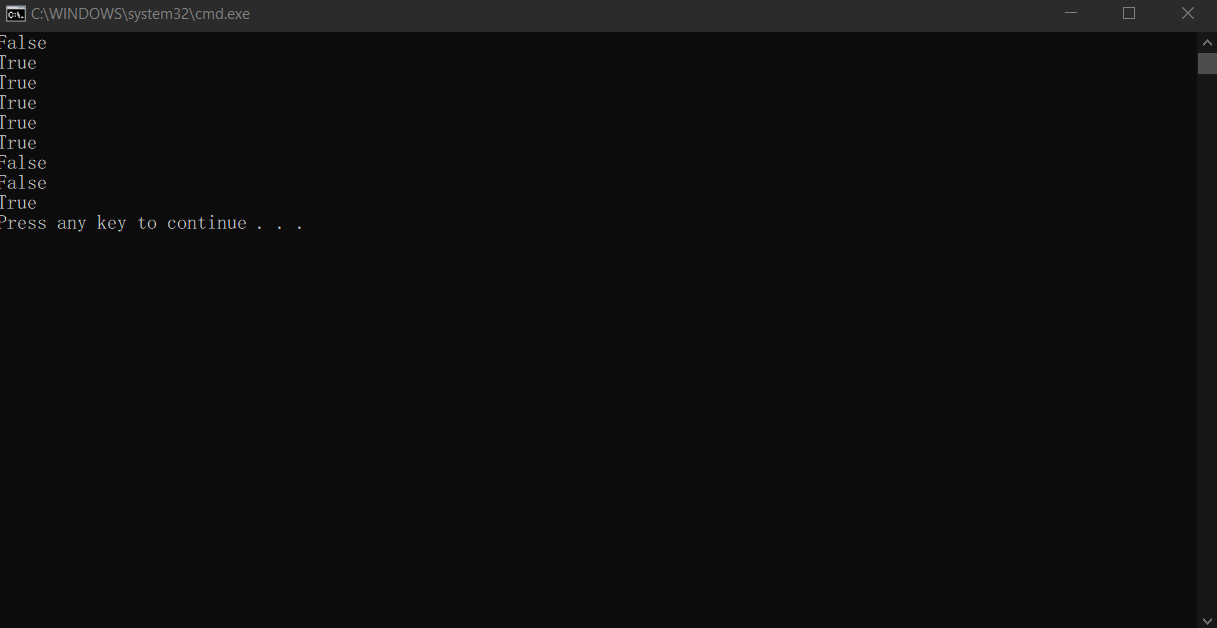 C:\WINDOWS\system32\cmd.exe
False
True
True
True
True
True
False
False
True
Press any key to continue . . .